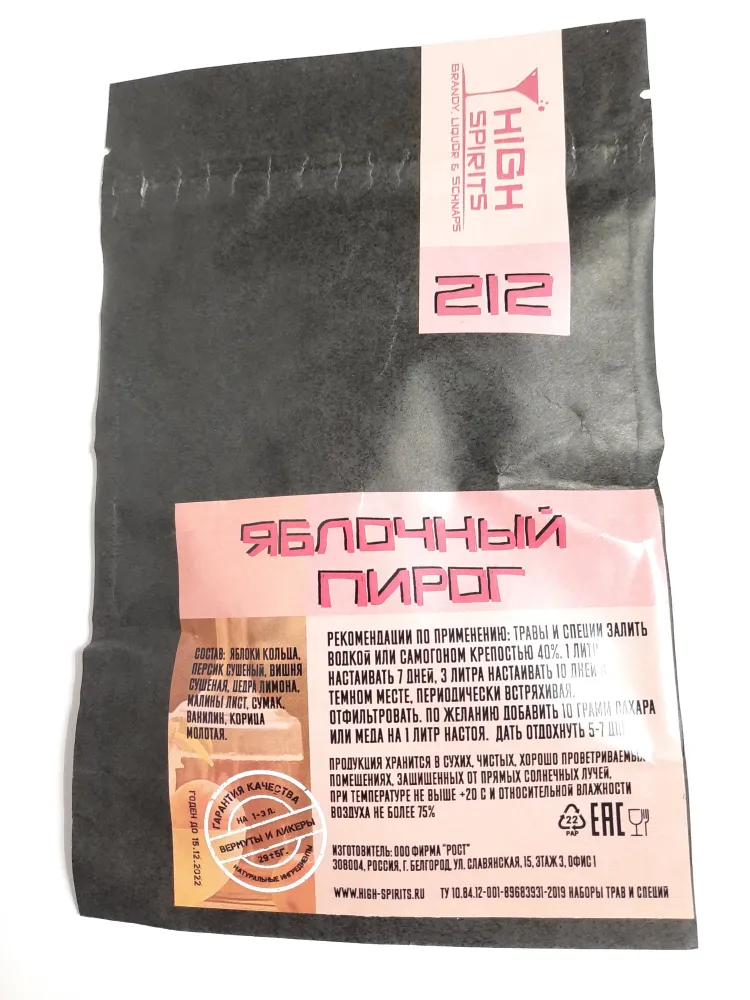 HIGH
SPIRITS
BRANDY, LIQUOR & SCHNAPS
212
ЯБЛОЧНЫЙ
ПИРОГ
СОСТАВ: ЯБЛОКИ КОЛЬЦА,
ПЕРСИК СУШЕНЫЙ, ВИШНЯ
СУШЕНАЯ, ЦЕДРА ЛИМОНА,
МАЛИНЫ ЛИСТ, СУМАК,
ВАНИЛИН, КОРИЦА
МОЛОТАЯ.
ГОДЕН ДО 15.12.2022
ГАРАНТИЯ КАЧЕСТВА
НА 1-3 Л.
ВЕРМУТЫ И ЛИКЕРЫ
29±5Г.
НАТУРАЛЬНЫЕ ИНГРЕДИЕНТЫ
РЕКОМЕНДАЦИИ ПО ПРИМЕНЕНИЮ: ТРАВЫ И СПЕЦИИ ЗАЛИТЬ
ВОДКОЙ ИЛИ САМОГОНОМ КРЕПОСТЬЮ 40%. 1 ЛИТР
НАСТАИВАТЬ 7 ДНЕЙ, 3 ЛИТРА НАСТАИВАТЬ 10 ДНЕЙ В
ТЕМНОМ МЕСТЕ, ПЕРИОДИЧЕСКИ ВСТРЯХИВАЯ.
ОТФИЛЬТРОВАТЬ. ПО ЖЕЛАНИЮ ДОБАВИТЬ 10 ГРАММ САХАРА
ИЛИ МЕДА НА 1 ЛИТР НАСТОЯ. ДАТЬ ОТДОХНУТЬ 5-7
ПРОДУКЦИЯ ХРАНИТСЯ В СУХИХ, ЧИСТЫХ, ХОРОШО ПРОВЕТРИВАЕМЫХ
ПОМЕЩЕНИЯХ, ЗАЩИЩЕННЫХ ОТ ПРЯМЫХ СОЛНЕЧНЫХ ЛУЧЕЙ,
ПРИ ТЕМПЕРАТУРЕ НЕ ВЫШЕ +20 С И ОТНОСИТЕЛЬНОЙ ВЛАЖНОСТИ
ВОЗДУХА НЕ БОЛЕЕ 75%
22
PAP
EAC
ИЗГОТОВИТЕЛЬ: ООО ФИРМА "РОСТ"
308004, РОССИЯ, Г. БЕЛГОРОД, УЛ. СЛАВЯНСКАЯ, 15, ЭТАЖ 3, ОФИС 1
WWW.HIGH-SPIRITS.RU ТУ 10.84.12-001-89683931-2019 НАБОРЫ ТРАВ И СПЕЦИЙ